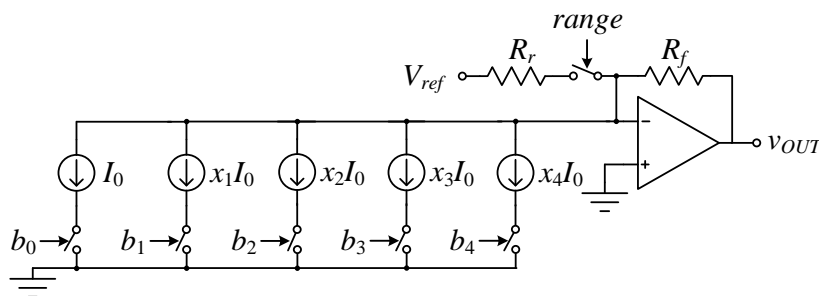 range
V_ref
R_r
R_f
− +
v_OUT
I_0
x_1I_0
x_2I_0
x_3I_0
x_4I_0
b_0
b_1
b_2
b_3
b_4